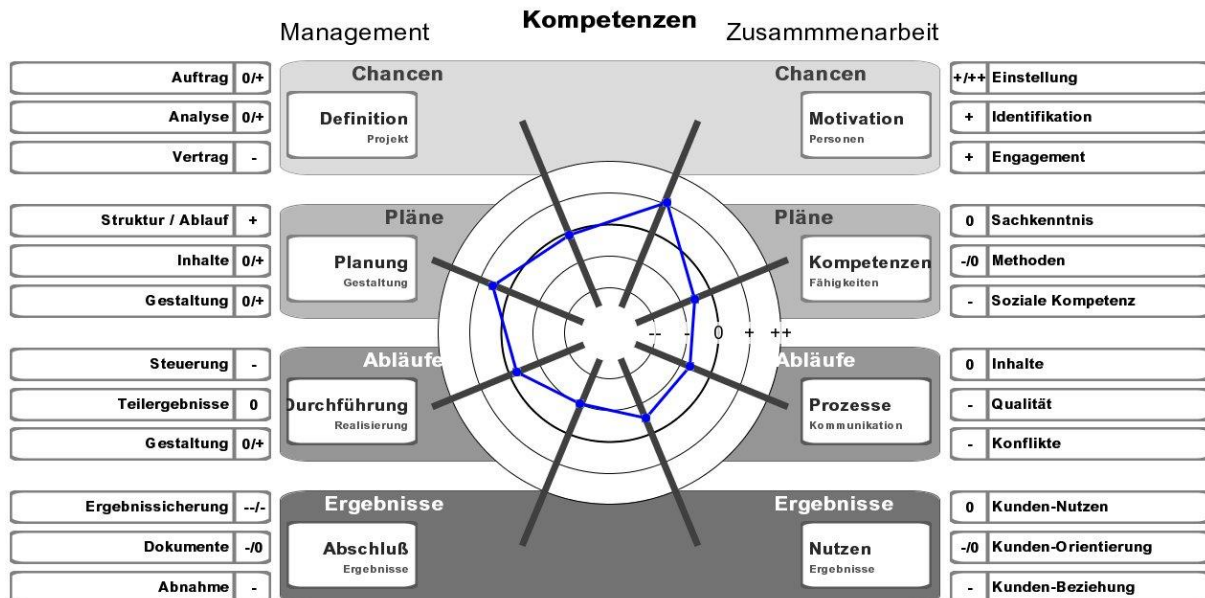 Kompetenzen
Management
Zusammmenarbeit
Auftrag 0/+
Analyse 0/+
Vertrag -
Chancen
Definition
Projekt
Chancen
Motivation
Personen
+/++ Einstellung
+ Identifikation
+ Engagement
Struktur / Ablauf +
Inhalte 0/+
Gestaltung 0/+
Pläne
Planung
Gestaltung
Pläne
Kompetenzen
Fähigkeiten
0 Sachkenntnis
-/0 Methoden
- Soziale Kompetenz
-- - 0 + ++
Steuerung -
Teilergebnisse 0
Gestaltung 0/+
Abläufe
Durchführung
Realisierung
Abläufe
Prozesse
Kommunikation
0 Inhalte
- Qualität
- Konflikte
Ergebnissicherung --/-
Dokumente -/0
Abnahme -
Ergebnisse
Abschluß
Ergebnisse
Ergebnisse
Nutzen
Ergebnisse
0 Kunden-Nutzen
-/0 Kunden-Orientierung
- Kunden-Beziehung